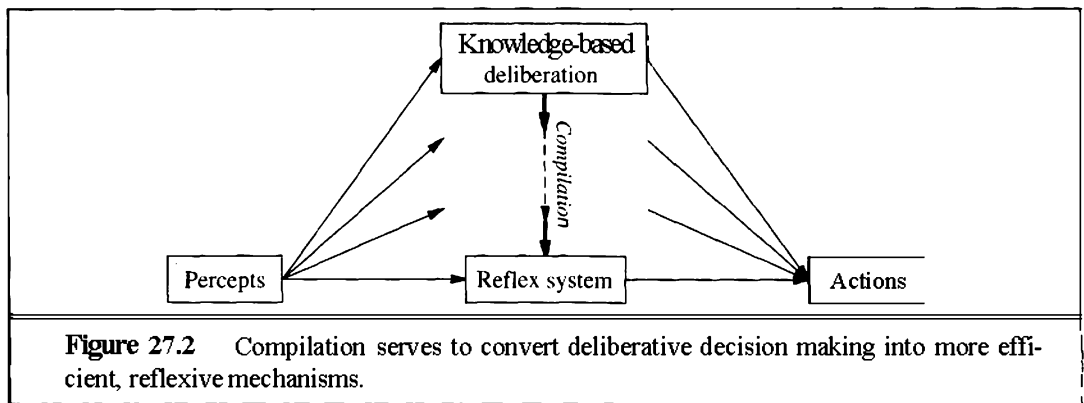 Knowledge-based
deliberation
Compilation
Percepts
Reflex system
Actions
Figure 27.2 Compilation serves to convert deliberative decision making into more effi-
cient, reflexive mechanisms.